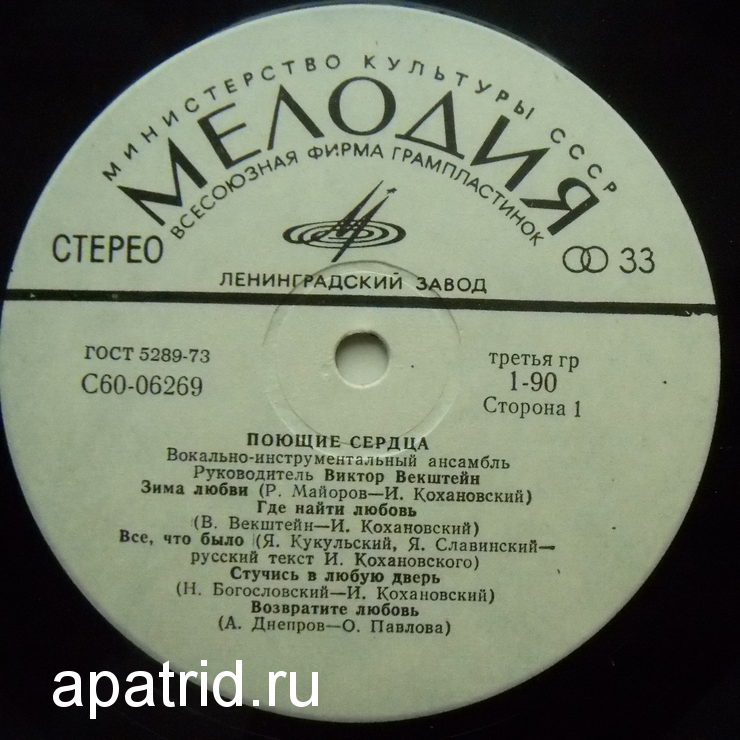 МИНИСТЕРСТВО КУЛЬТУРЫ СССР
МЕЛОДИЯ
ВСЕСОЮЗНАЯ ФИРМА ГРАМПЛАСТИНОК
СТЕРЕО
33
ЛЕНИНГРАДСКИЙ ЗАВОД
ГОСТ 5289-73
С60-06269
третья гр
1-90
Сторона 1
ПОЮЩИЕ СЕРДЦА
Вокально-инструментальный ансамбль
Руководитель Виктор Векштейн
Зима любви (Р. Майоров—И. Кохановский)
Где найти любовь
(В. Векштейн—И. Кохановский)
Все, что было (Я. Кукульский, Я. Славинский—
русский текст И. Кохановского)
Стучись в любую дверь
(Н. Богословский—И. Кохановский)
Возвратите любовь
(А. Днепров—О. Павлова)
apatrid.ru